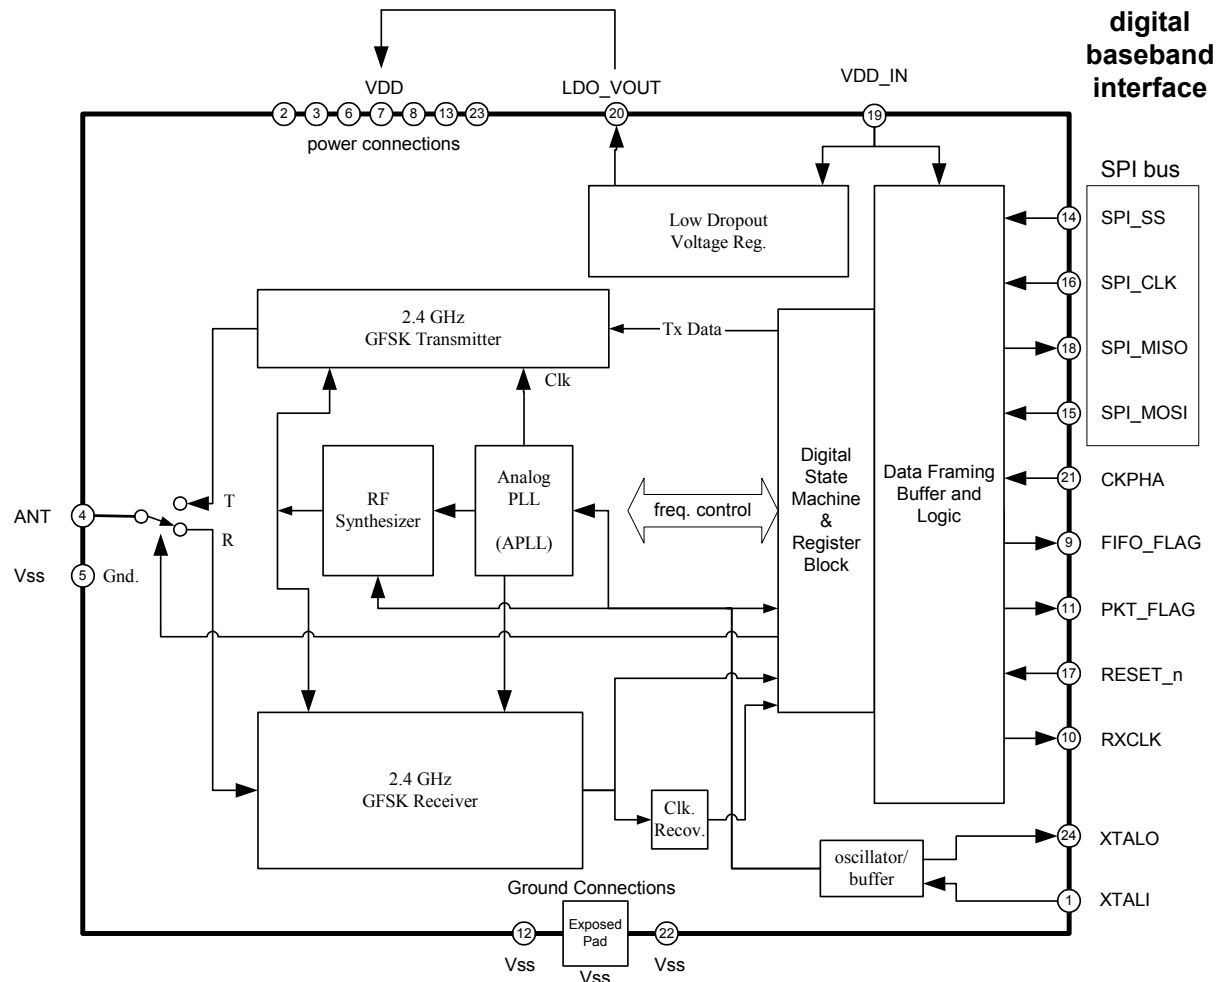 digital
baseband
interface
VDD
LDO_VOUT
VDD_IN
2
3
6
7
8
13
23
20
19
power connections
SPI bus
Low Dropout
Voltage Reg.
14
SPI_SS
16
SPI_CLK
2.4 GHz
GFSK Transmitter
Tx Data
18
SPI_MISO
Clk
15
SPI_MOSI
Analog
PLL
(APLL)
RF
Synthesizer
freq. control
Digital
State
Machine
&
Register
Block
Data Framing
Buffer and
Logic
21
CKPHA
T
R
ANT
4
9
FIFO_FLAG
Vss
5
Gnd.
11
PKT_FLAG
17
RESET_n
10
RXCLK
2.4 GHz
GFSK Receiver
Clk.
Recov.
24
XTALO
oscillator/
buffer
1
XTALI
Ground Connections
12
Exposed
Pad
22
Vss
Vss
Vss